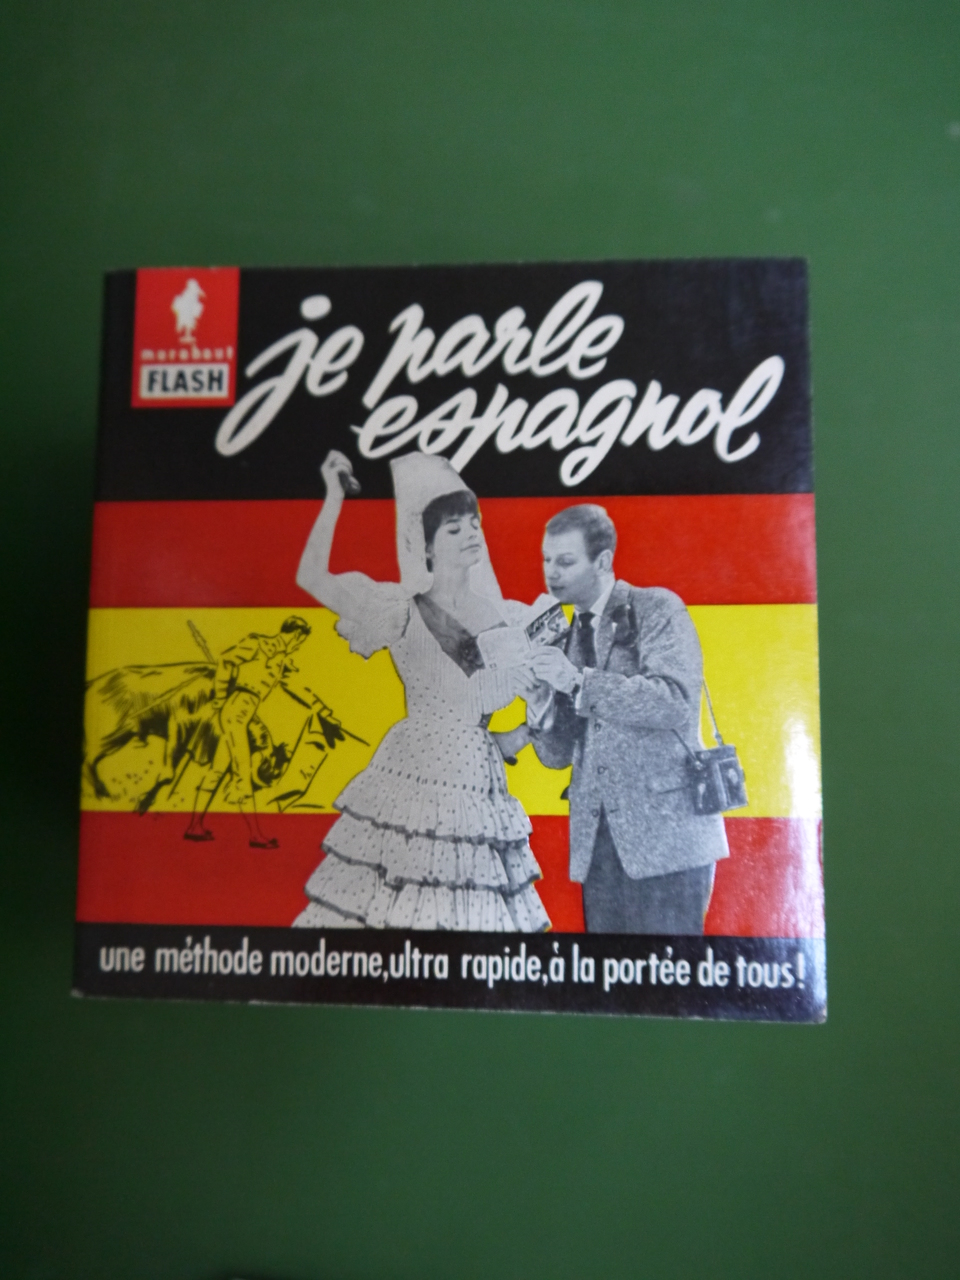 marabout
FLASH
je parle
espagnol
une méthode moderne,ultra rapide,à la portée de tous!